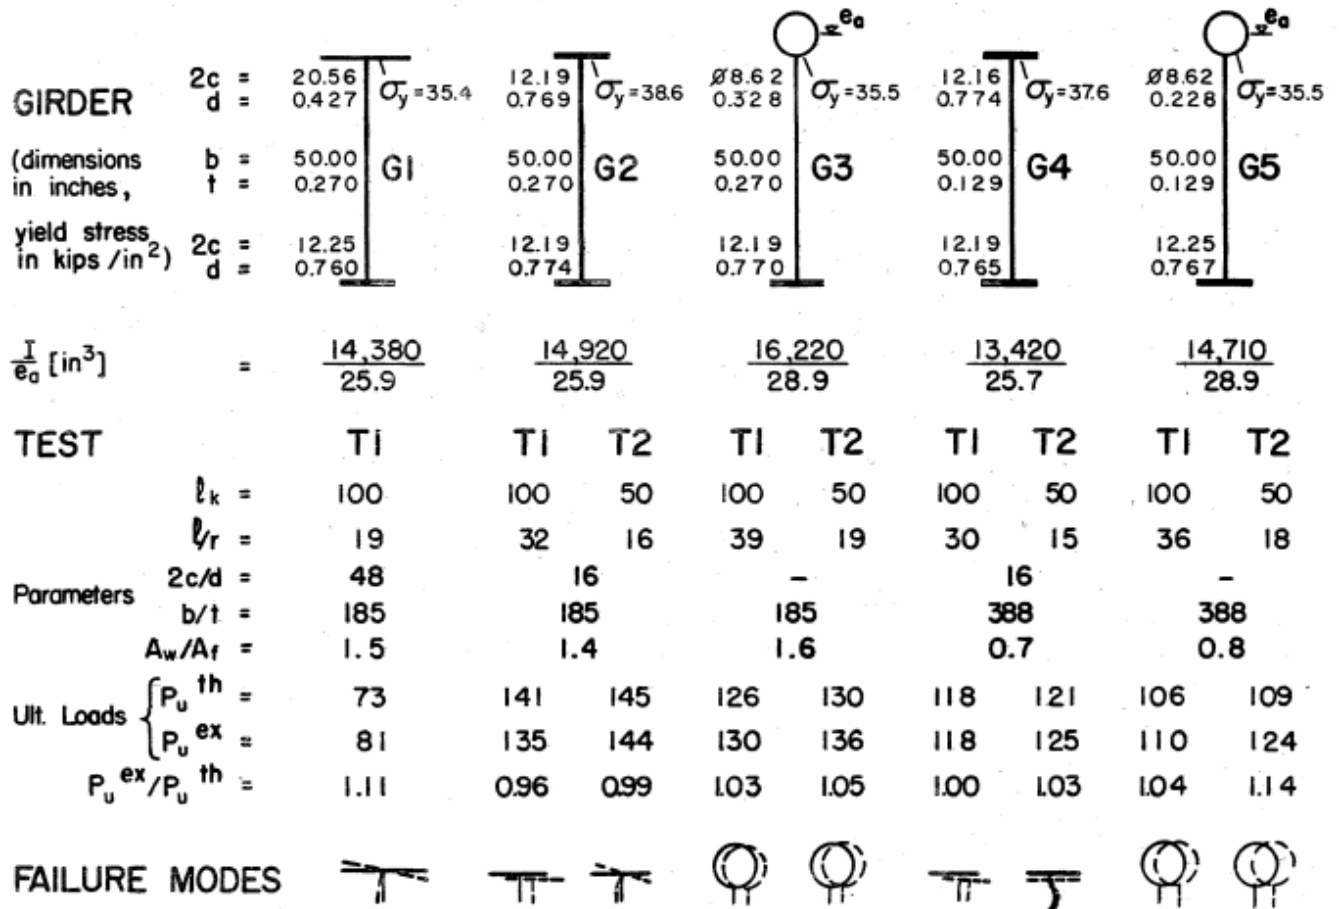 eₐ eₐ
2c = 20.56 12.19 Ø8.62 12.16 Ø8.62
GIRDER d = 0.427 σy=35.4 0.769 σy=38.6 0.328 σy=35.5 0.774 σy=37.6 0.228 σy=35.5
(dimensions b = 50.00 G1 50.00 G2 50.00 G3 50.00 G4 50.00 G5
in inches, t = 0.270 0.270 0.270 0.129 0.129
yield stress 2c = 12.25 12.19 12.19 12.19 12.25
in kips/in²) d = 0.760 0.774 0.770 0.765 0.767
I/eₐ [in³] = 14,380/25.9 14,920/25.9 16,220/28.9 13,420/25.7 14,710/28.9
TEST T1 T1 T2 T1 T2 T1 T2 T1 T2
ℓk = 100 100 50 100 50 100 50 100 50
ℓ/r = 19 32 16 39 19 30 15 36 18
Parameters 2c/d = 48 16 – 16 –
b/t = 185 185 185 388 388
Aw/Af = 1.5 1.4 1.6 0.7 0.8
Ult. Loads { Pu th = 73 141 145 126 130 118 121 106 109
Pu ex = 81 135 144 130 136 118 125 110 124
Pu ex/Pu th = 1.11 0.96 0.99 1.03 1.05 1.00 1.03 1.04 1.14
FAILURE MODES